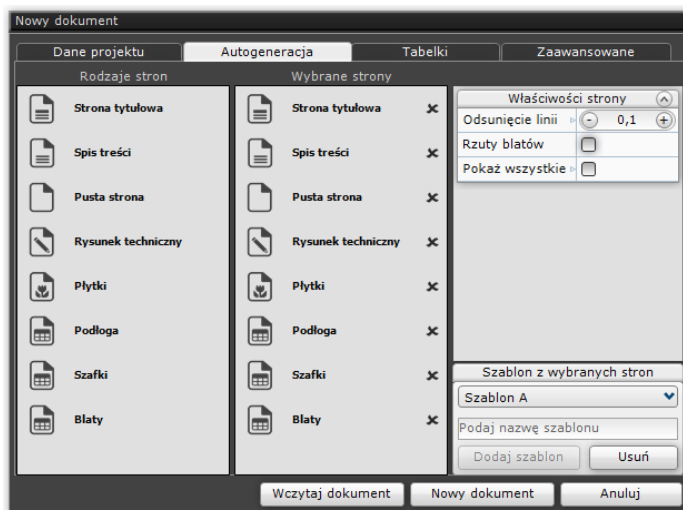 Nowy dokument
Dane projektu
Autogeneracja
Tabelki
Zaawansowane
Rodzaje stron
Strona tytułowa
Spis treści
Pusta strona
Rysunek techniczny
Płytki
Podłoga
Szafki
Blaty
Wybrane strony
Strona tytułowa
Spis treści
Pusta strona
Rysunek techniczny
Płytki
Podłoga
Szafki
Blaty
Właściwości strony
Odsunięcie linii - 0,1 +
Rzuty blatów
Pokaż wszystkie
Szablon z wybranych stron
Szablon A
Podaj nazwę szablonu
Dodaj szablon
Usuń
Wczytaj dokument
Nowy dokument
Anuluj